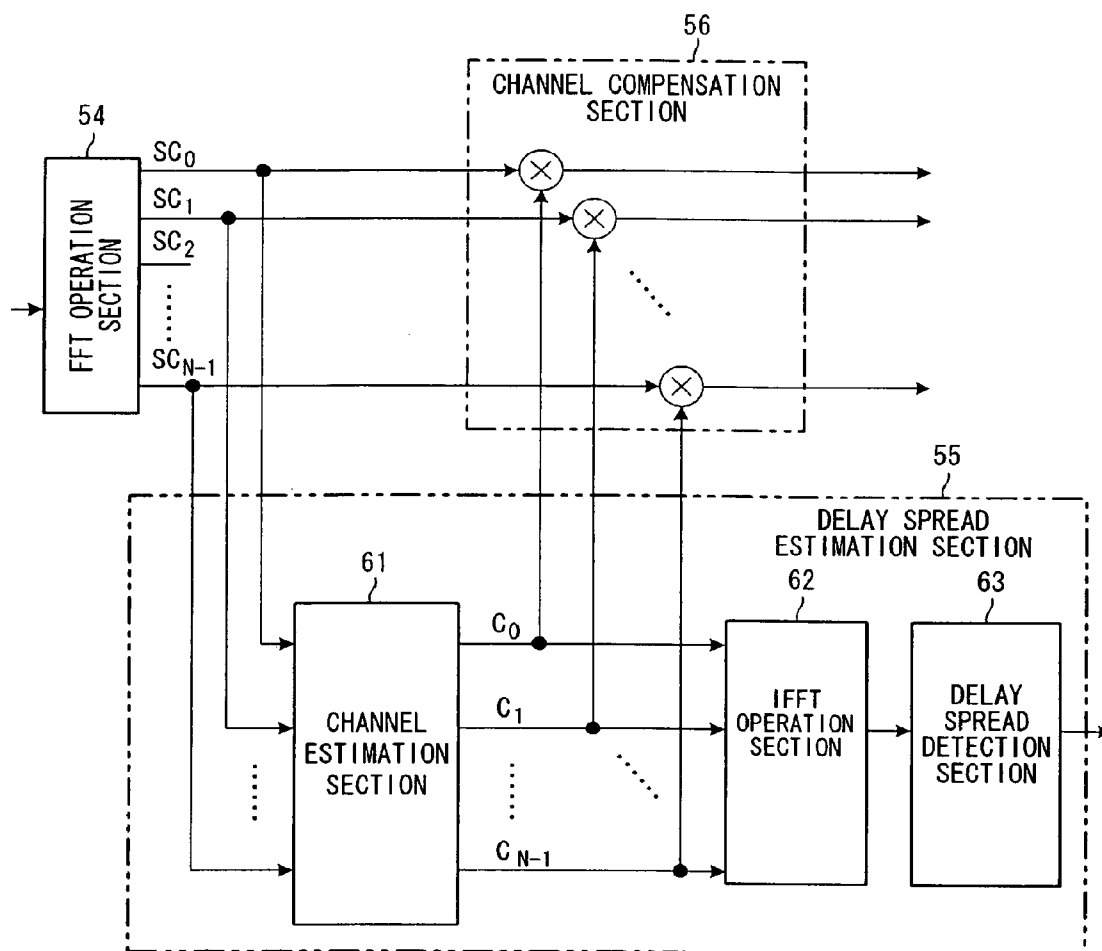 56
CHANNEL COMPENSATION
SECTION
54
FFT OPERATION
SECTION
SC0
SC1
SC2
SCN-1
55
DELAY SPREAD
ESTIMATION SECTION
61
CHANNEL
ESTIMATION
SECTION
C0
C1
CN-1
62
IFFT
OPERATION
SECTION
63
DELAY
SPREAD
DETECTION
SECTION